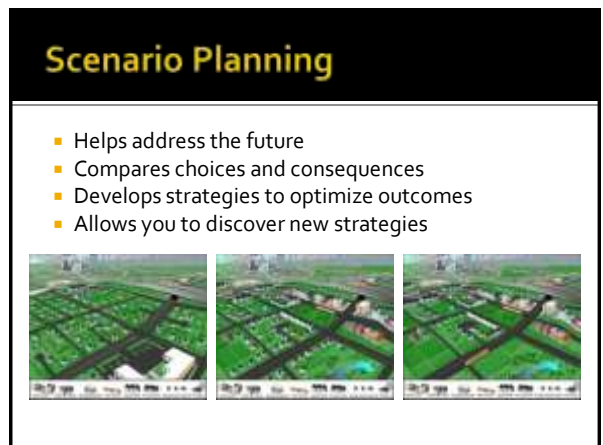 Scenario Planning
Helps address the future
Compares choices and consequences
Develops strategies to optimize outcomes
Allows you to discover new strategies